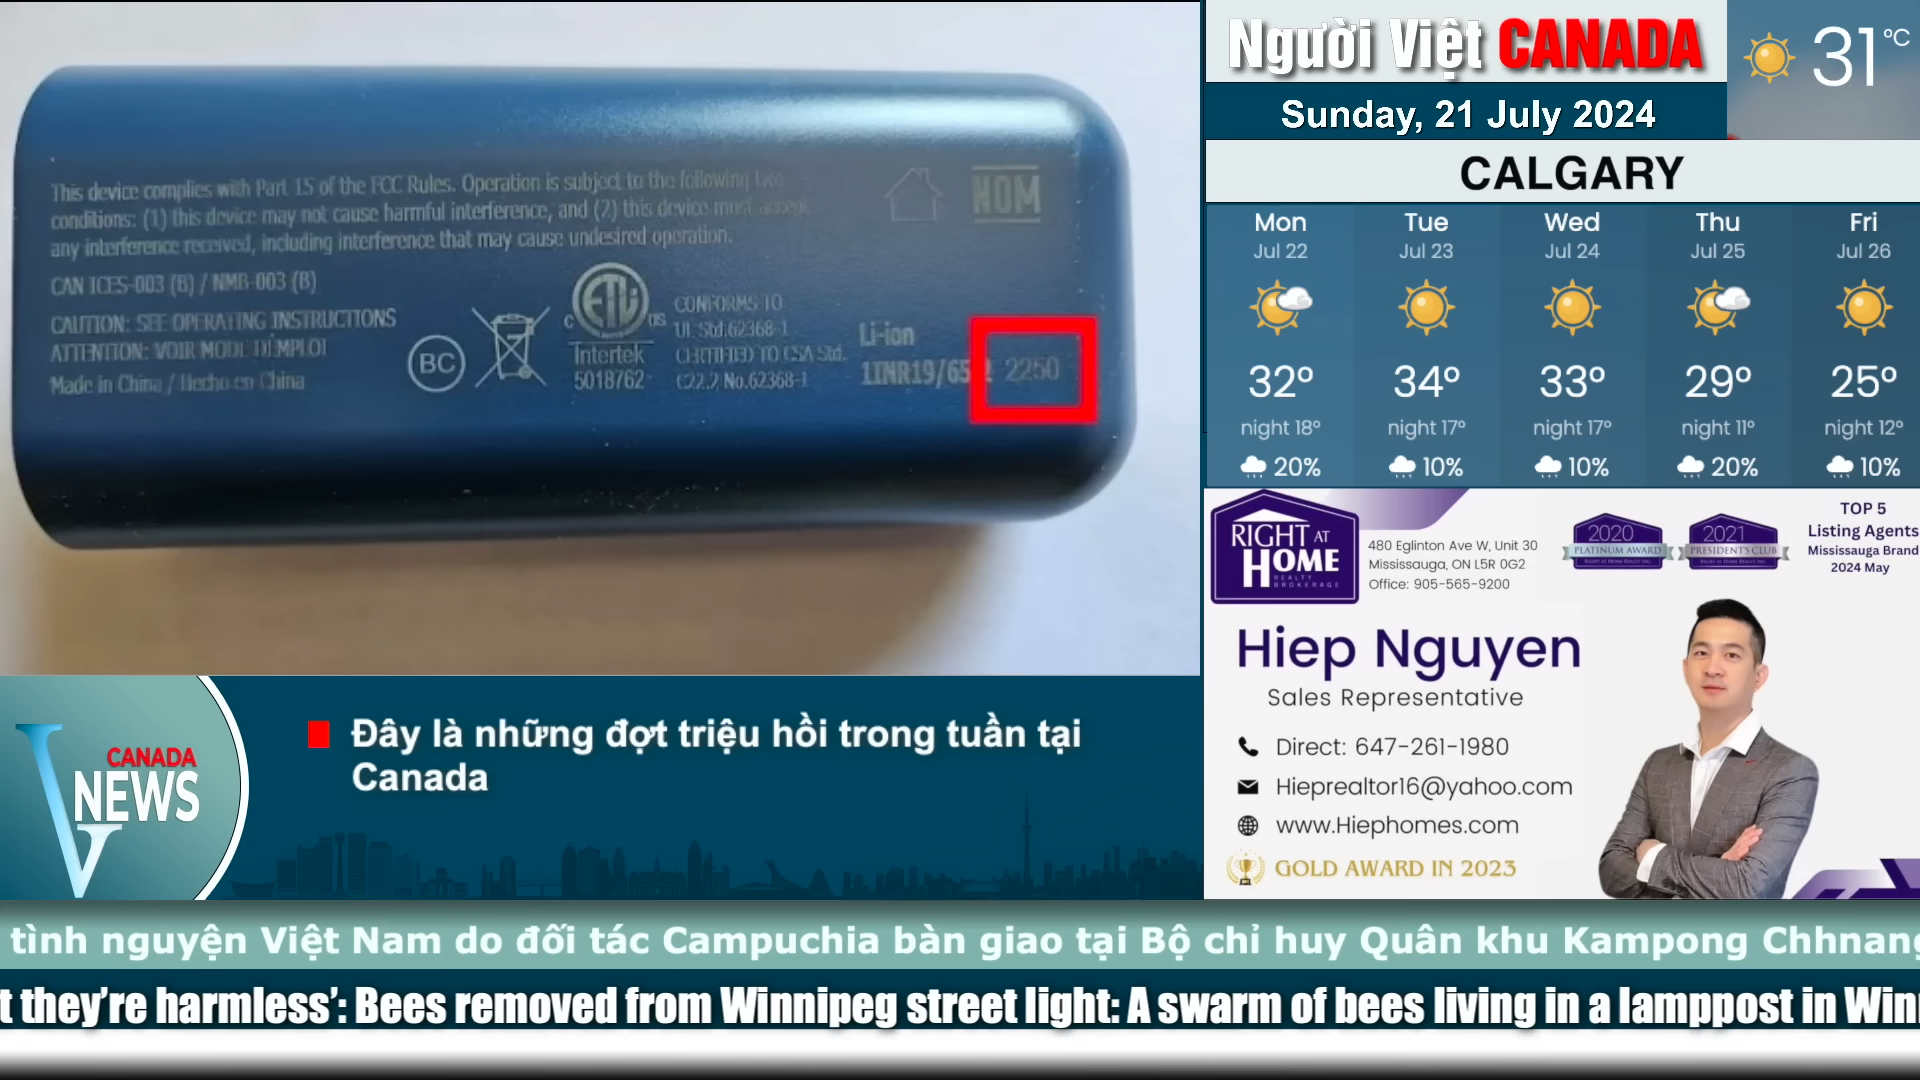 This device complies with Part 15 of the FCC Rules. Operation is subject to the following two
conditions: (1) this device may not cause harmful interference, and (2) this device must accept
any interference received, including interference that may cause undesired operation.
CAN ICES-003 (B) / NMB-003 (B)
CAUTION: SEE OPERATING INSTRUCTIONS
ATTENTION: VOIR MODE D'EMPLOI
Made in China / Hecho en China
BC
C ETL US
Intertek
5018762
CONFORMS TO
UL Std.62368-1
CERTIFIED TO CSA Std.
C22.2 No.62368-1
NOM
Li-ion
1INR19/65
2250
Người Việt CANADA
Sunday, 21 July 2024
31 °C
CALGARY
Mon Tue Wed Thu Fri
Jul 22 Jul 23 Jul 24 Jul 25 Jul 26
32° 34° 33° 29° 25°
night 18° night 17° night 17° night 11° night 12°
20% 10% 10% 20% 10%
RIGHT AT
HOME
REALTY
BROKERAGE
480 Eglinton Ave W, Unit 30
Mississauga, ON L5R 0G2
Office: 905-565-9200
2020
PLATINUM AWARD
2021
PRESIDENT'S CLUB
TOP 5
Listing Agents
Mississauga Brand
2024 May
Hiep Nguyen
Sales Representative
Direct: 647-261-1980
Hieprealtor16@yahoo.com
www.Hiephomes.com
GOLD AWARD IN 2023
CANADA
V NEWS
Đây là những đợt triệu hồi trong tuần tại
Canada
tình nguyện Việt Nam do đối tác Campuchia bàn giao tại Bộ chỉ huy Quân khu Kampong Chhnang
t they're harmless': Bees removed from Winnipeg street light: A swarm of bees living in a lamppost in Win